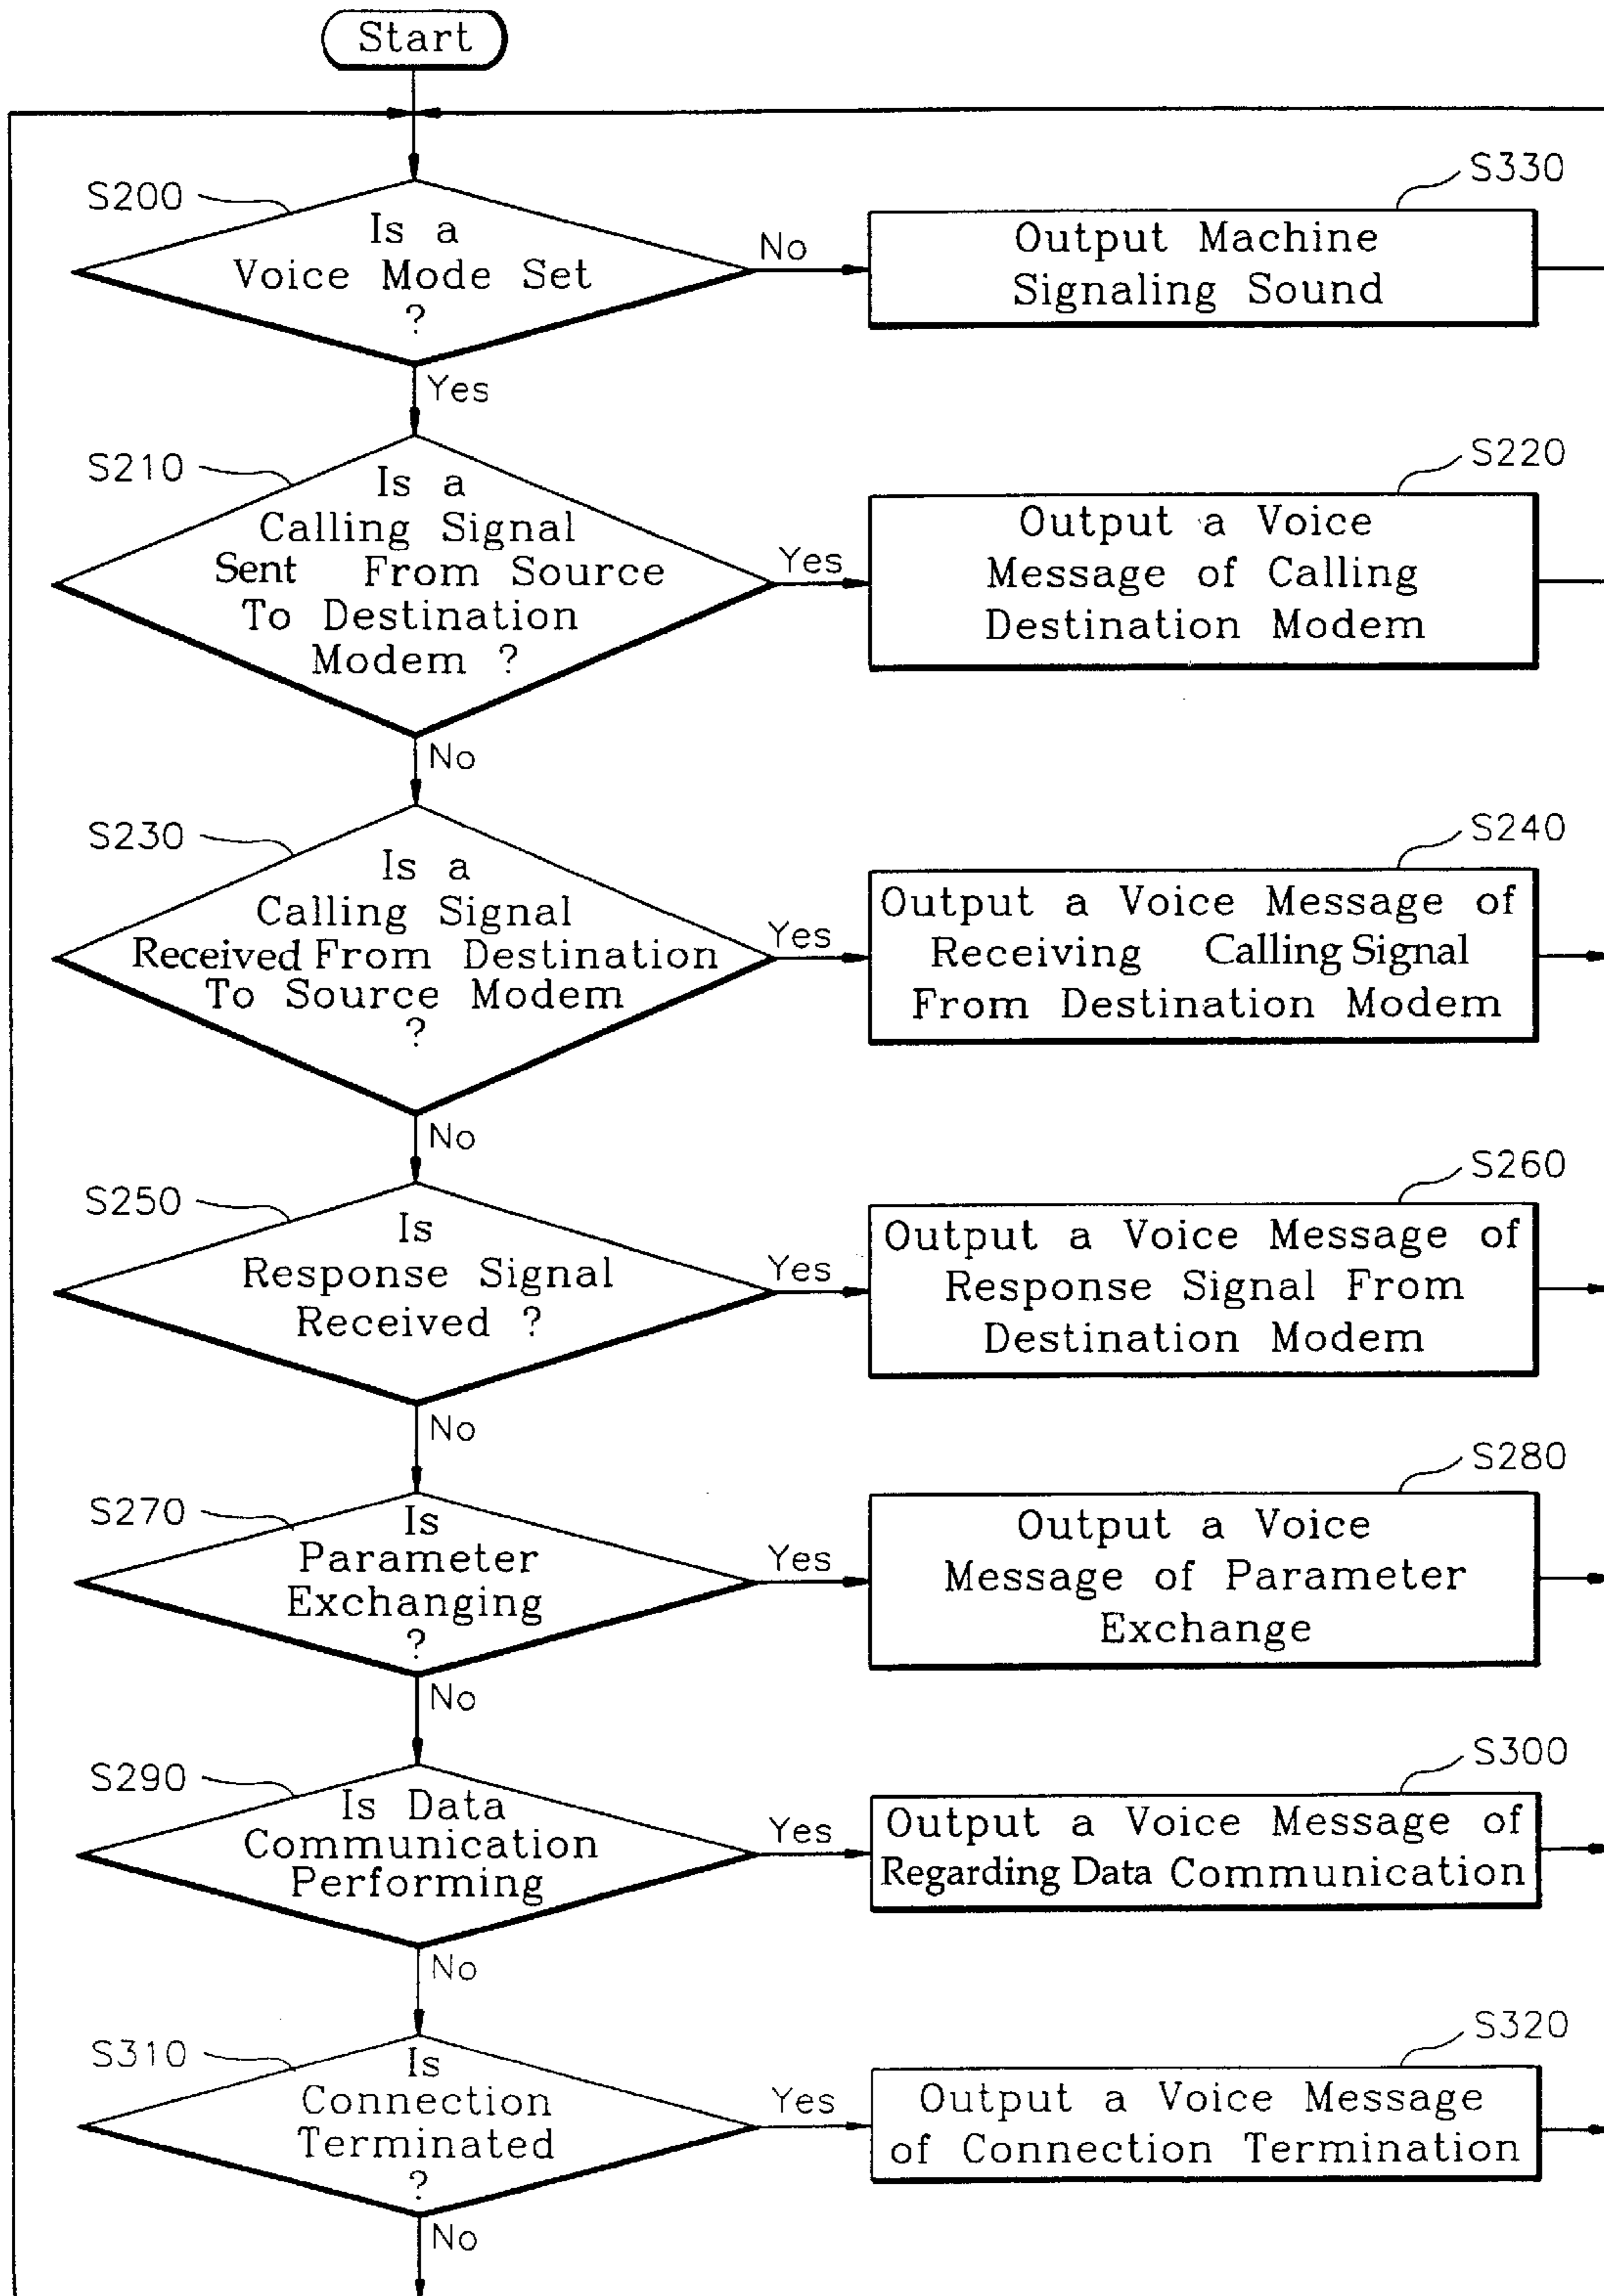 Start
S200
Is a
Voice Mode Set
?
No
S330
Output Machine
Signaling Sound
Yes
S210
Is a
Calling Signal
Sent From Source
To Destination
Modem ?
Yes
S220
Output a Voice
Message of Calling
Destination Modem
No
S230
Is a
Calling Signal
Received From Destination
To Source Modem
?
Yes
S240
Output a Voice Message of
Receiving Calling Signal
From Destination Modem
No
S250
Is
Response Signal
Received ?
Yes
S260
Output a Voice Message of
Response Signal From
Destination Modem
No
S270
Is
Parameter
Exchanging
?
Yes
S280
Output a Voice
Message of Parameter
Exchange
No
S290
Is Data
Communication
Performing
Yes
S300
Output a Voice Message of
Regarding Data Communication
No
S310
Is
Connection
Terminated
?
Yes
S320
Output a Voice Message
of Connection Termination
No